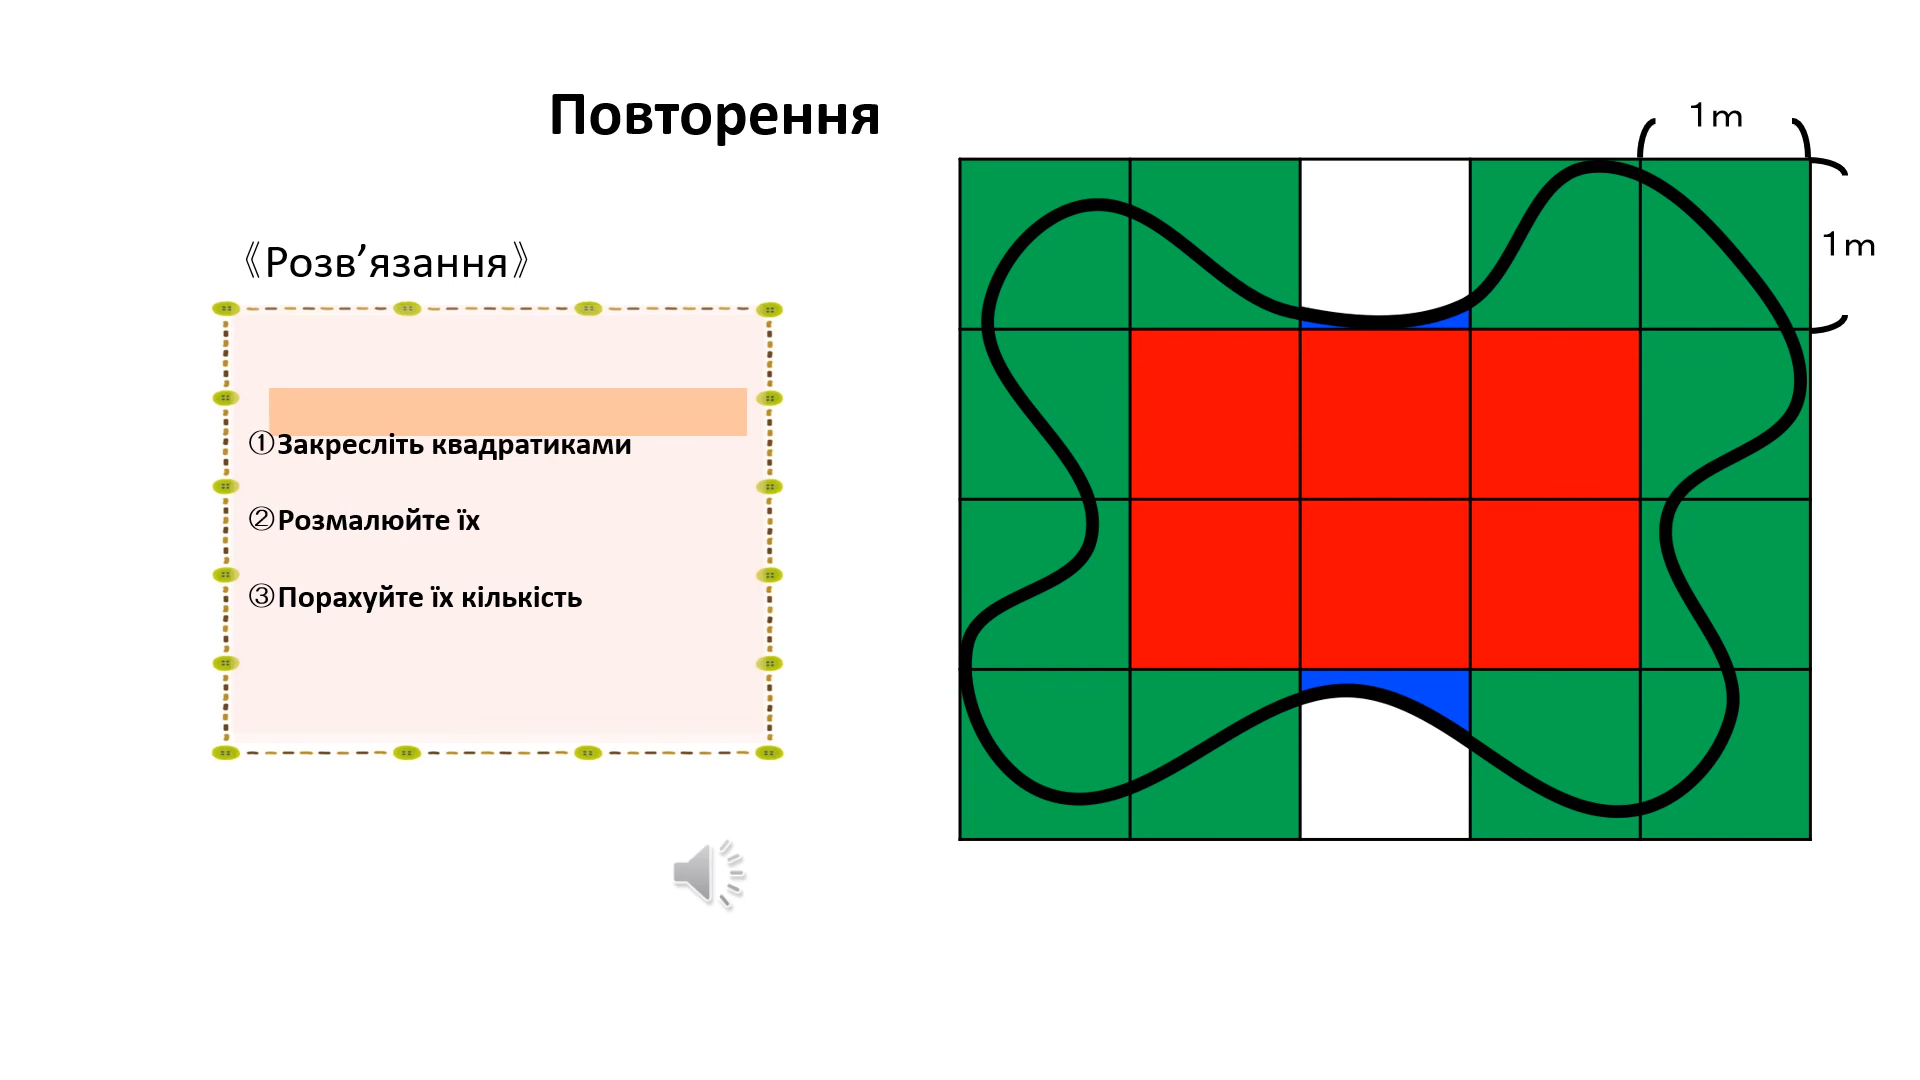 Повторення
1m
1m
《Розв’язання》
①Закресліть квадратиками
②Розмалюйте їх
③Порахуйте їх кількість